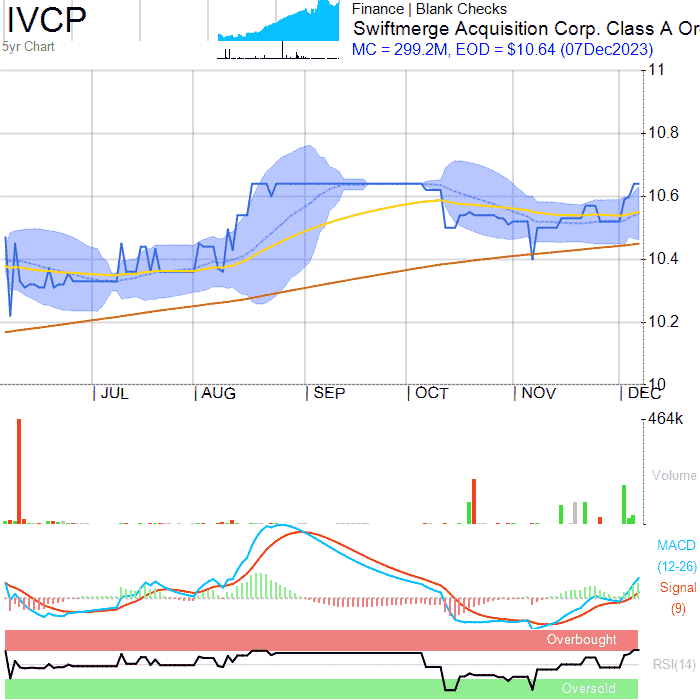 IVCP
5yr Chart
Finance | Blank Checks
Swiftmerge Acquisition Corp. Class A Or
MC = 299.2M, EOD = $10.64 (07Dec2023)
11
10.8
10.6
10.4
10.2
10
JUL AUG SEP OCT NOV DEC
464k
Volume
MACD
(12-26)
Signal
(9)
Overbought
RSI(14)
Oversold